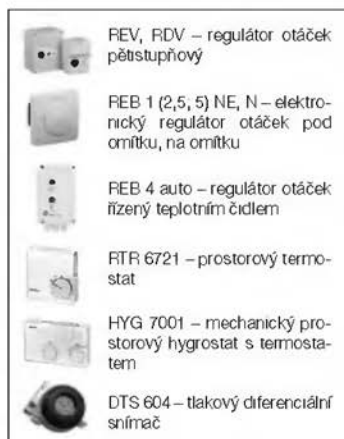 REV, RDV – regulátor otáček
pětistupňový
REB 1 (2,5, 5) NE, N – elektro-
nický regulátor otáček pod
omítku, na omítku
REB 4 auto – regulátor otáček
řízený teplotním čidlem
RTR 6721 – prostorový termo-
stat
HYG 7001 – mechanický pro-
storový hygrostat s termosta-
tem
DTS 604 – tlakový diferenciální
snímač